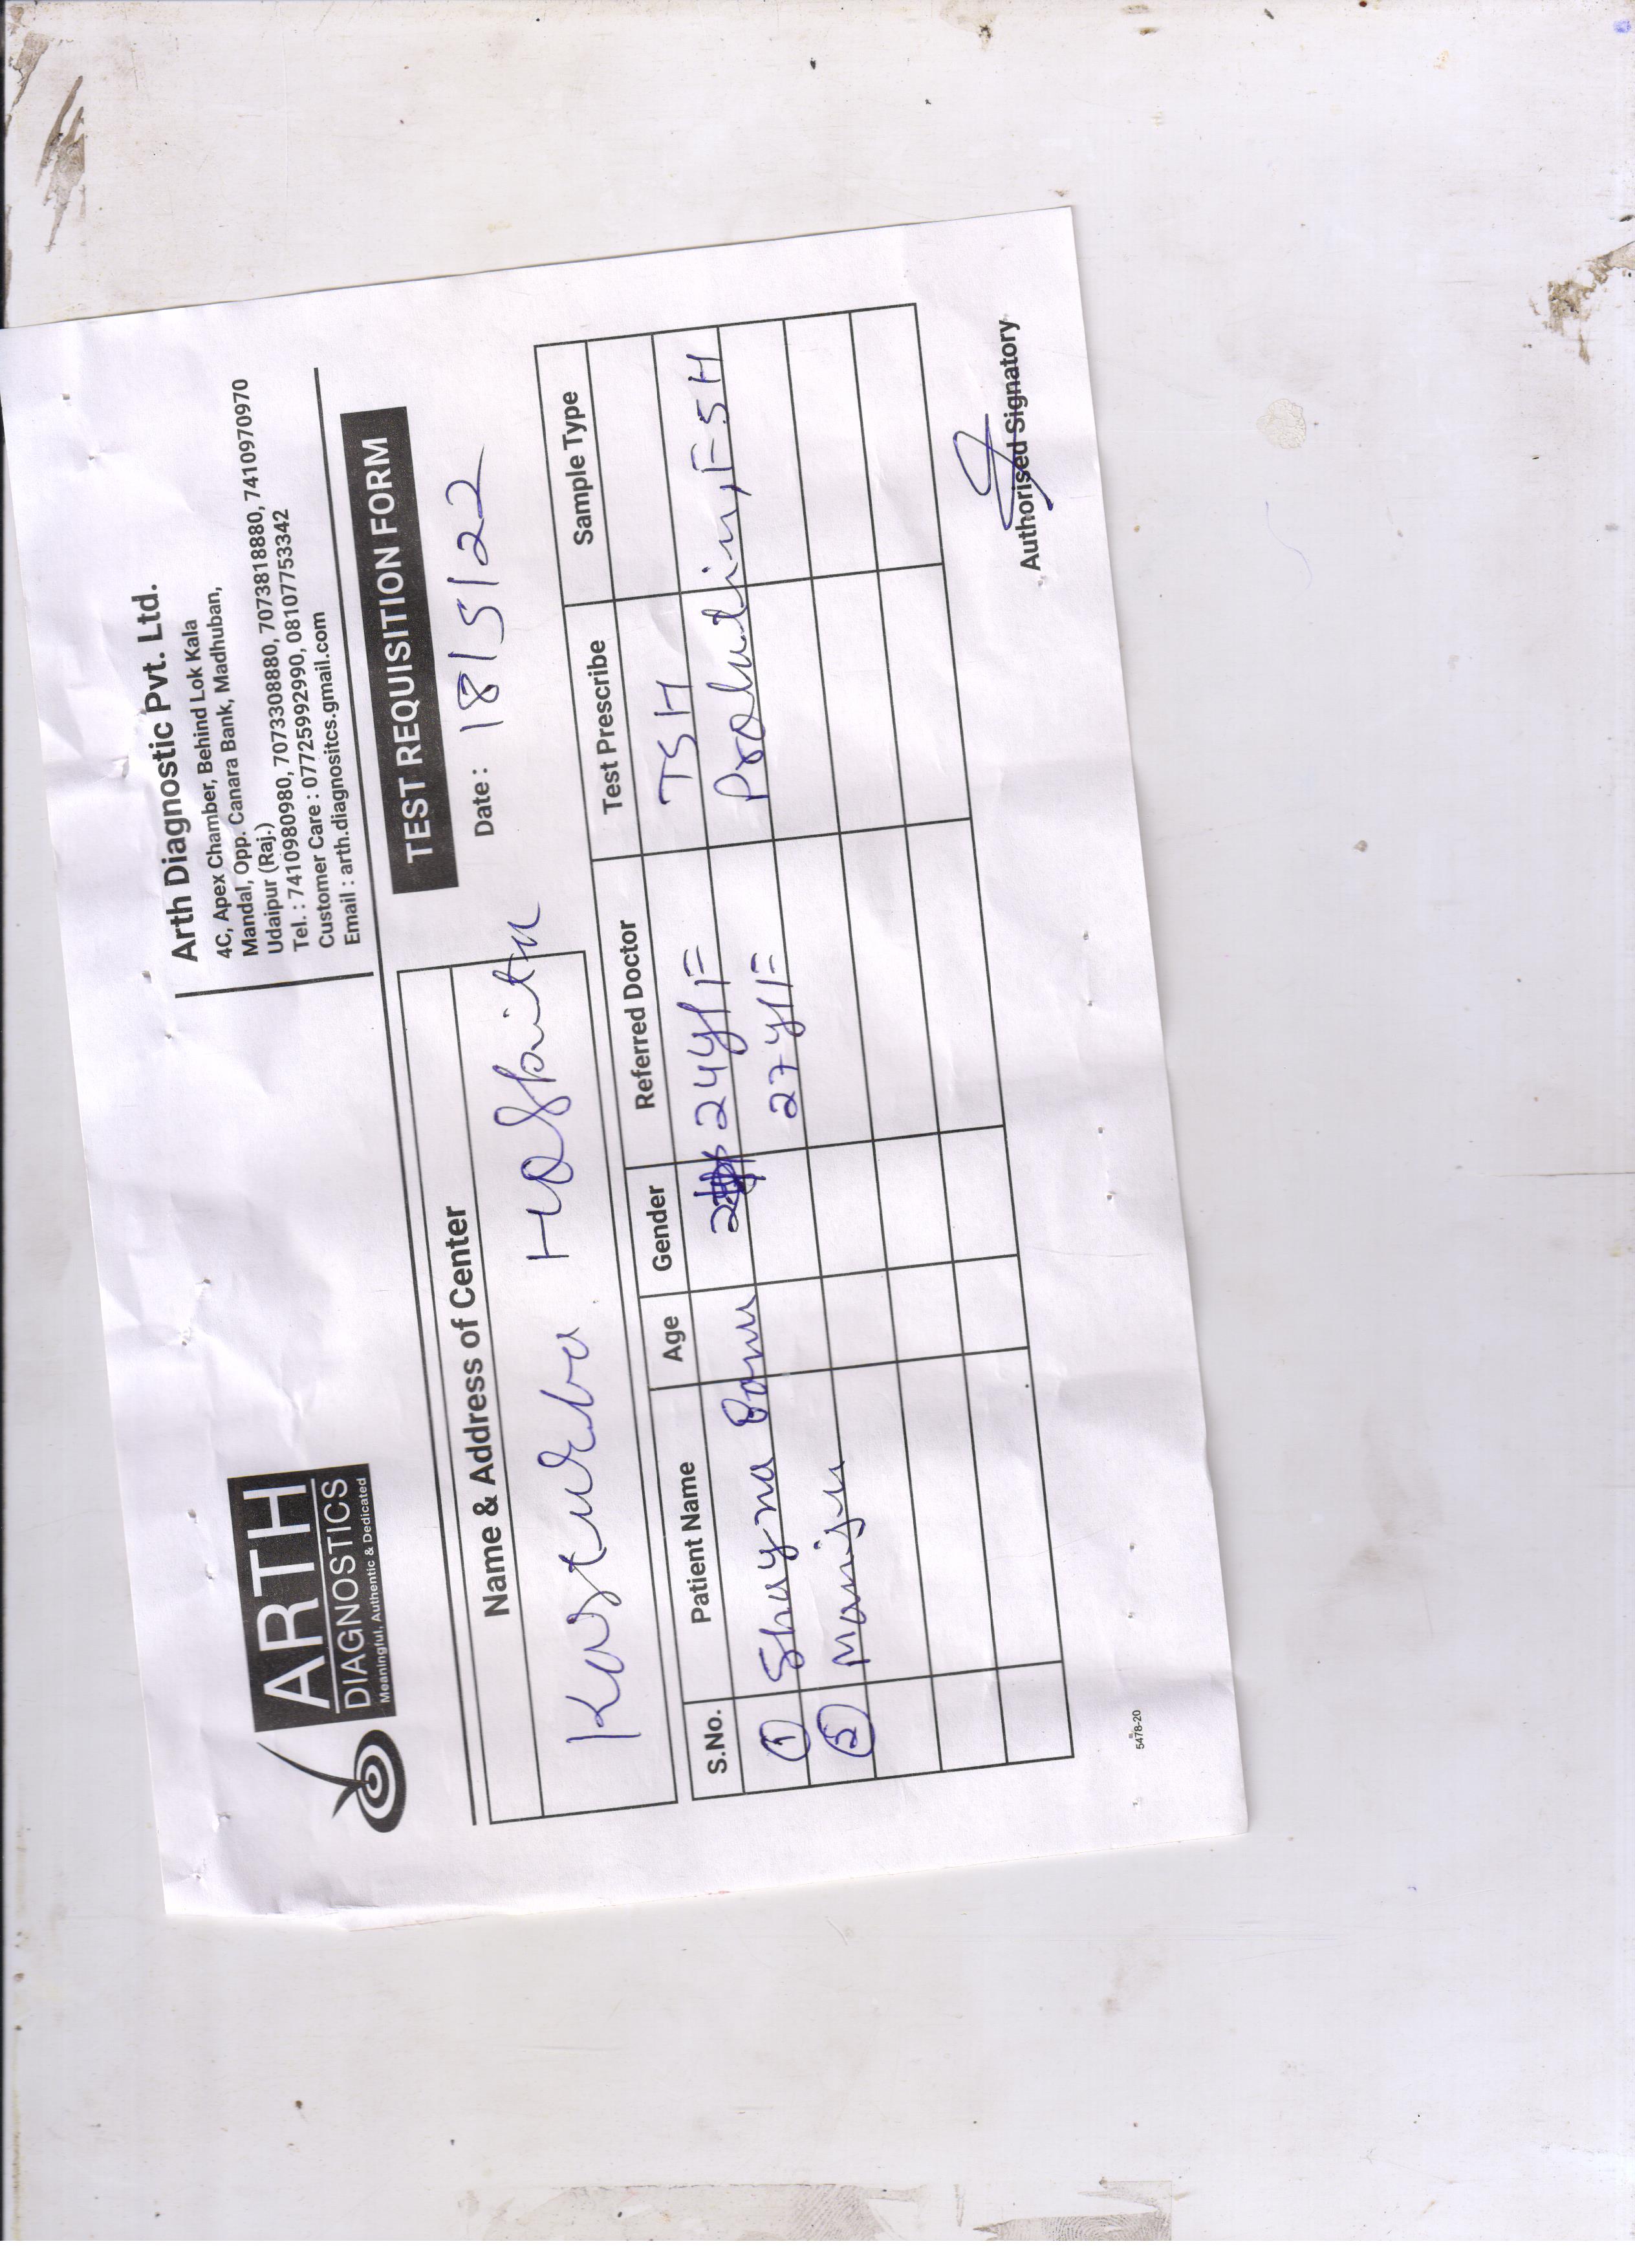 ARTH
DIAGNOSTICS
Meaningful, Authentic & Dedicated
Arth Diagnostic Pvt. Ltd.
4C, Apex Chamber, Behind Lok Kala
Mandal, Opp. Canara Bank, Madhuban,
Udaipur (Raj.)
Tel. : 7410980980, 7073308880, 7073818880, 7410970970
Customer Care : 07725992990, 08107753342
Email : arth.diagnositcs.gmail.com
TEST REQUISITION FORM
Name & Address of Center
Date : 18/5/22
Kasturba Hospital
S.No. Patient Name Age Gender Referred Doctor Test Prescribe Sample Type
1 Shayna Banu 24y/F TSH
2 Manisha 27y/F Prolactin, FSH
Authorised Signatory
5478-20